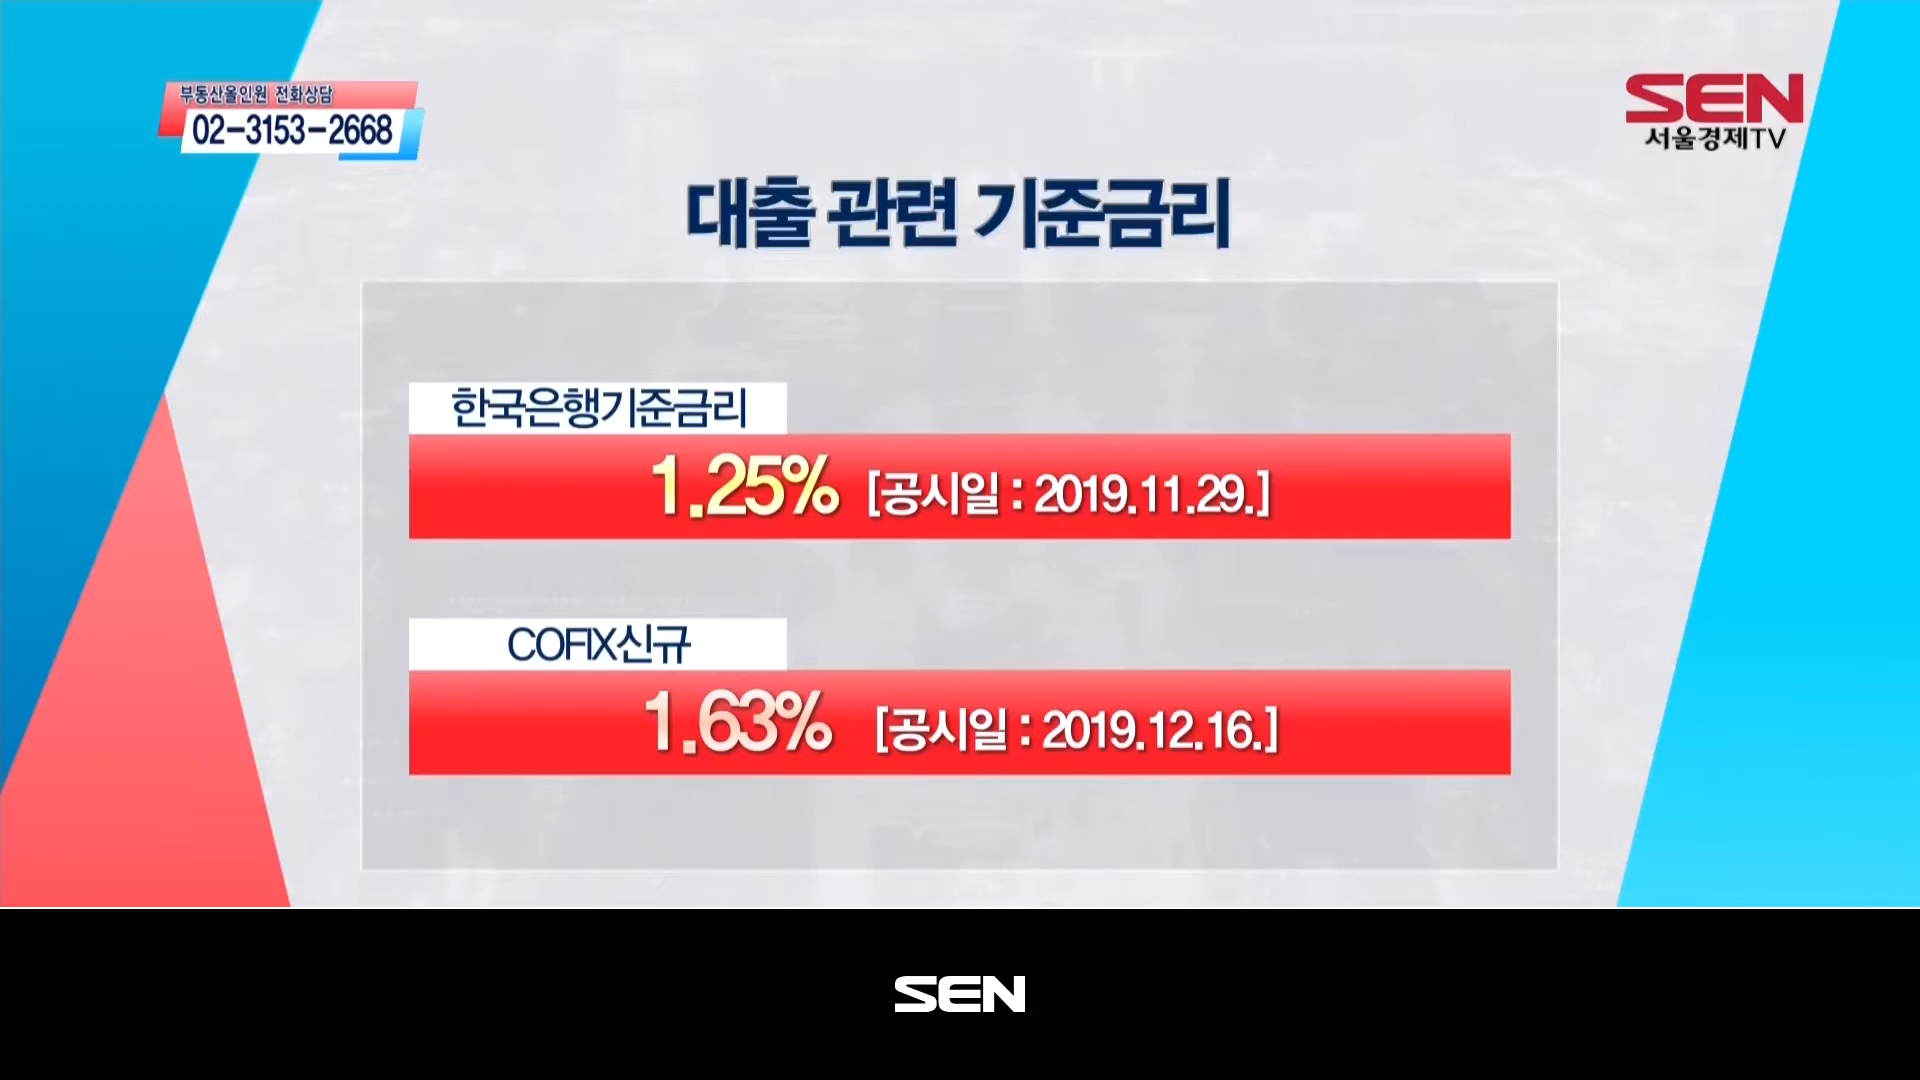 부동산올인원 전화상담
02-3153-2668
SEN
서울경제TV
대출 관련 기준금리
한국은행기준금리
1.25% [공시일 : 2019.11.29.]
COFIX신규
1.63% [공시일 : 2019.12.16.]
SEN